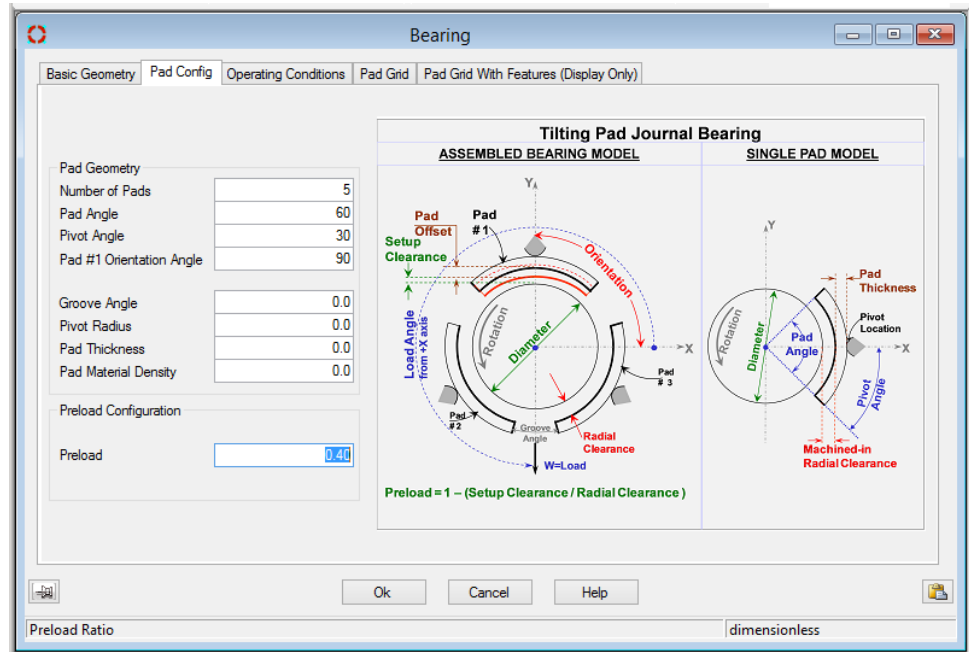 Bearing
Basic Geometry
Pad Config
Operating Conditions
Pad Grid
Pad Grid With Features (Display Only)
Pad Geometry
Number of Pads 5
Pad Angle 60
Pivot Angle 30
Pad #1 Orientation Angle 90
Groove Angle 0.0
Pivot Radius 0.0
Pad Thickness 0.0
Pad Material Density 0.0
Preload Configuration
Preload 0.40
Tilting Pad Journal Bearing
ASSEMBLED BEARING MODEL
Y
Pad
Offset
Pad
#1
Setup
Clearance
Orientation
Load Angle
from +X axis
Rotation
Diameter
X
Pad
#2
Pad
# 3
Groove
Angle
Radial
Clearance
W=Load
Preload = 1 – (Setup Clearance / Radial Clearance )
SINGLE PAD MODEL
Y
Pad
Thickness
Rotation
Diameter
Pad
Angle
Pivot
Location
X
Pivot
Angle
Machined-in
Radial Clearance
Ok
Cancel
Help
Preload Ratio
dimensionless